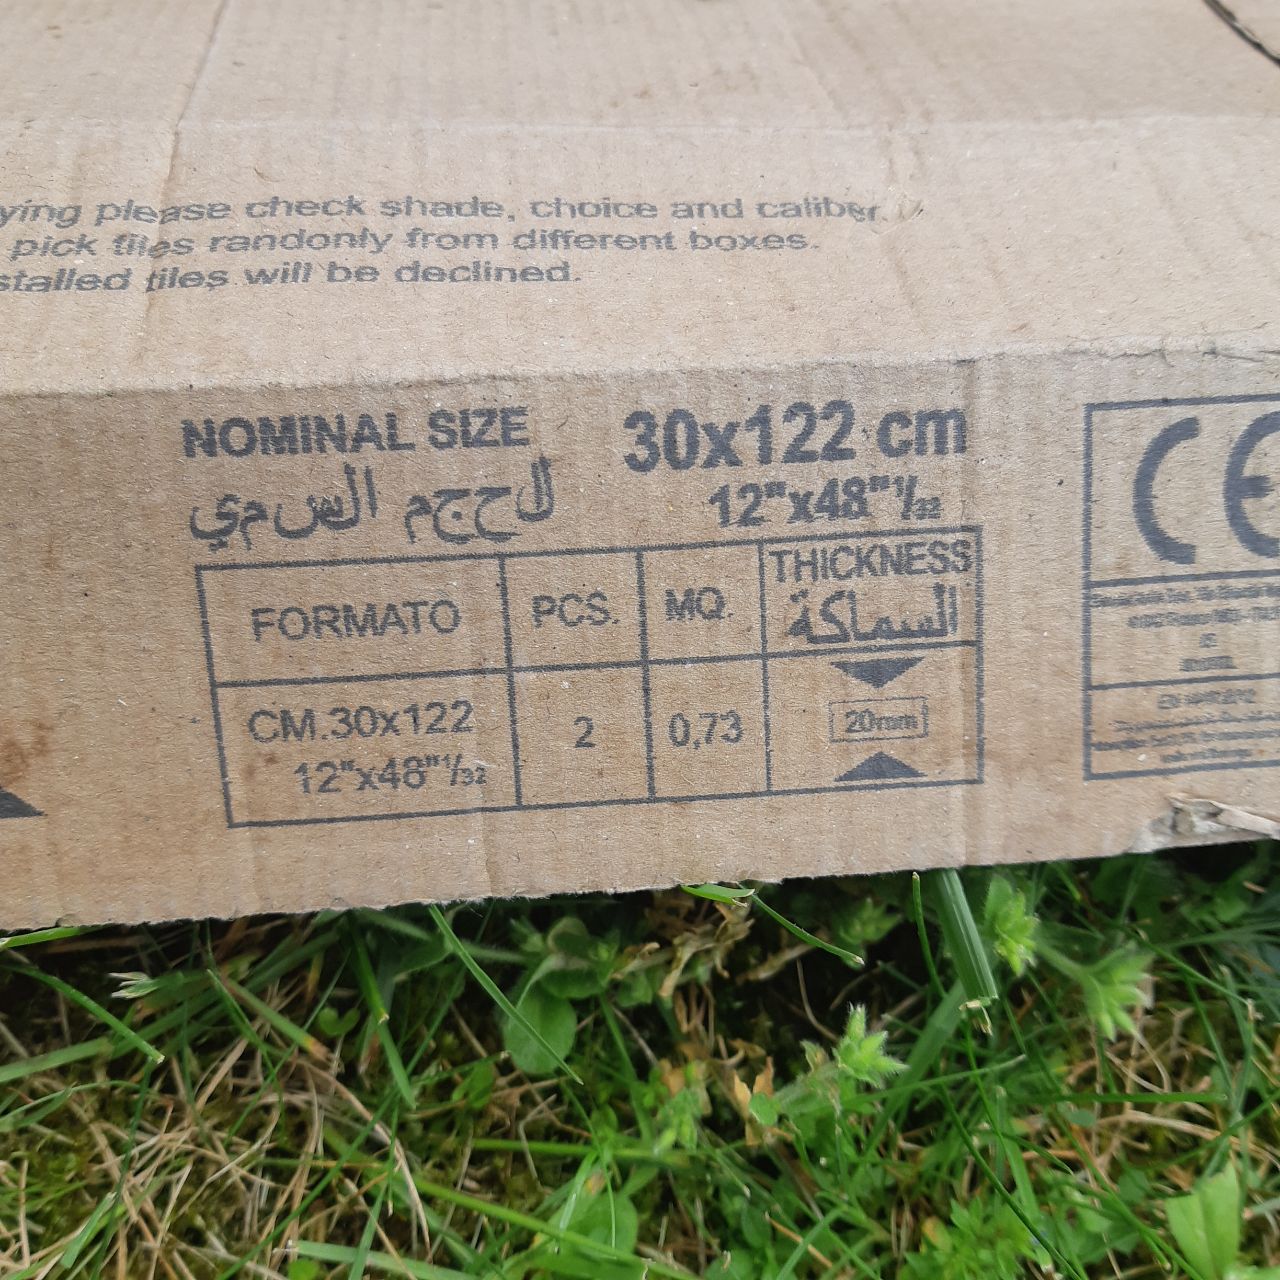 ying please check shade, choice and caliber.
pick tiles randonly from different boxes.
stalled tiles will be declined.
NOMINAL SIZE 30x122 cm
لاححجم السسمي 12"x48"1/32
FORMATO PCS. MQ. THICKNESS
السماكة
CM.30x122 2 0,73 20mm
12"x48"1/32
CE